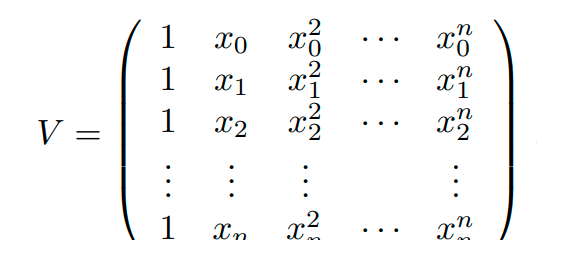 V = ( 1 x_0 x_0^2 ⋯ x_0^n
1 x_1 x_1^2 ⋯ x_1^n
1 x_2 x_2^2 ⋯ x_2^n
⋮ ⋮ ⋮ ⋮
1 x_n x_n^2 ⋯ x_n^n )